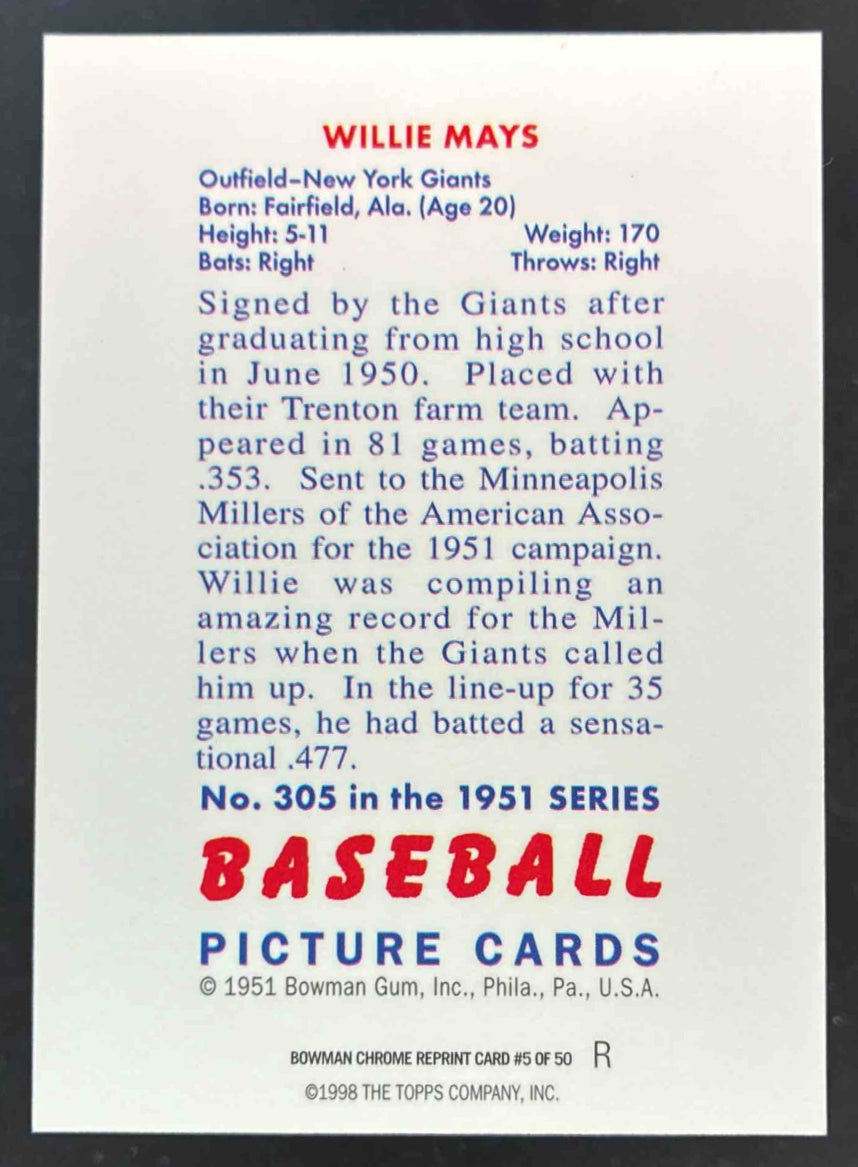 WILLIE MAYS
Outfield–New York Giants
Born: Fairfield, Ala. (Age 20)
Height: 5-11 Weight: 170
Bats: Right Throws: Right
Signed by the Giants after
graduating from high school
in June 1950. Placed with
their Trenton farm team. Ap-
peared in 81 games, batting
.353. Sent to the Minneapolis
Millers of the American Asso-
ciation for the 1951 campaign.
Willie was compiling an
amazing record for the Mil-
lers when the Giants called
him up. In the line-up for 35
games, he had batted a sensa-
tional .477.
No. 305 in the 1951 SERIES
BASEBALL
PICTURE CARDS
© 1951 Bowman Gum, Inc., Phila., Pa., U.S.A.
BOWMAN CHROME REPRINT CARD #5 OF 50 R
©1998 THE TOPPS COMPANY, INC.